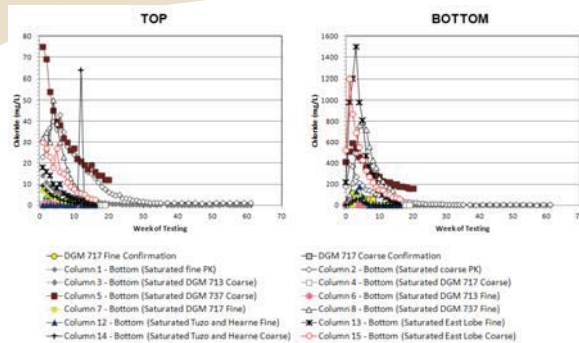 TOP
BOTTOM
Chloride (mg/L)
80
70
60
50
40
30
20
10
0
0 10 20 30 40 50 60 70
Week of Testing
Chloride (mg/L)
1600
1400
1200
1000
800
600
400
200
0
0 10 20 30 40 50 60 70
Week of Testing
DGM 717 Fine Confirmation
DGM 717 Coarse Confirmation
Column 1 - Bottom (Saturated fine PK)
Column 2 - Bottom (Saturated coarse PK)
Column 3 - Bottom (Saturated DGM 713 Coarse)
Column 4 - Bottom (Saturated DGM 717 Coarse)
Column 5 - Bottom (Saturated DGM 737 Coarse)
Column 6 - Bottom (Saturated DGM 713 Fine)
Column 7 - Bottom (Saturated DGM 717 Fine)
Column 8 - Bottom (Saturated DGM 737 Fine)
Column 12 - Bottom (Saturated Tuzo and Hearne Fine)
Column 13 - Bottom (Saturated East Lobe Fine)
Column 14 - Bottom (Saturated Tuzo and Hearne Coarse)
Column 15 - Bottom (Saturated East Lobe Coarse)